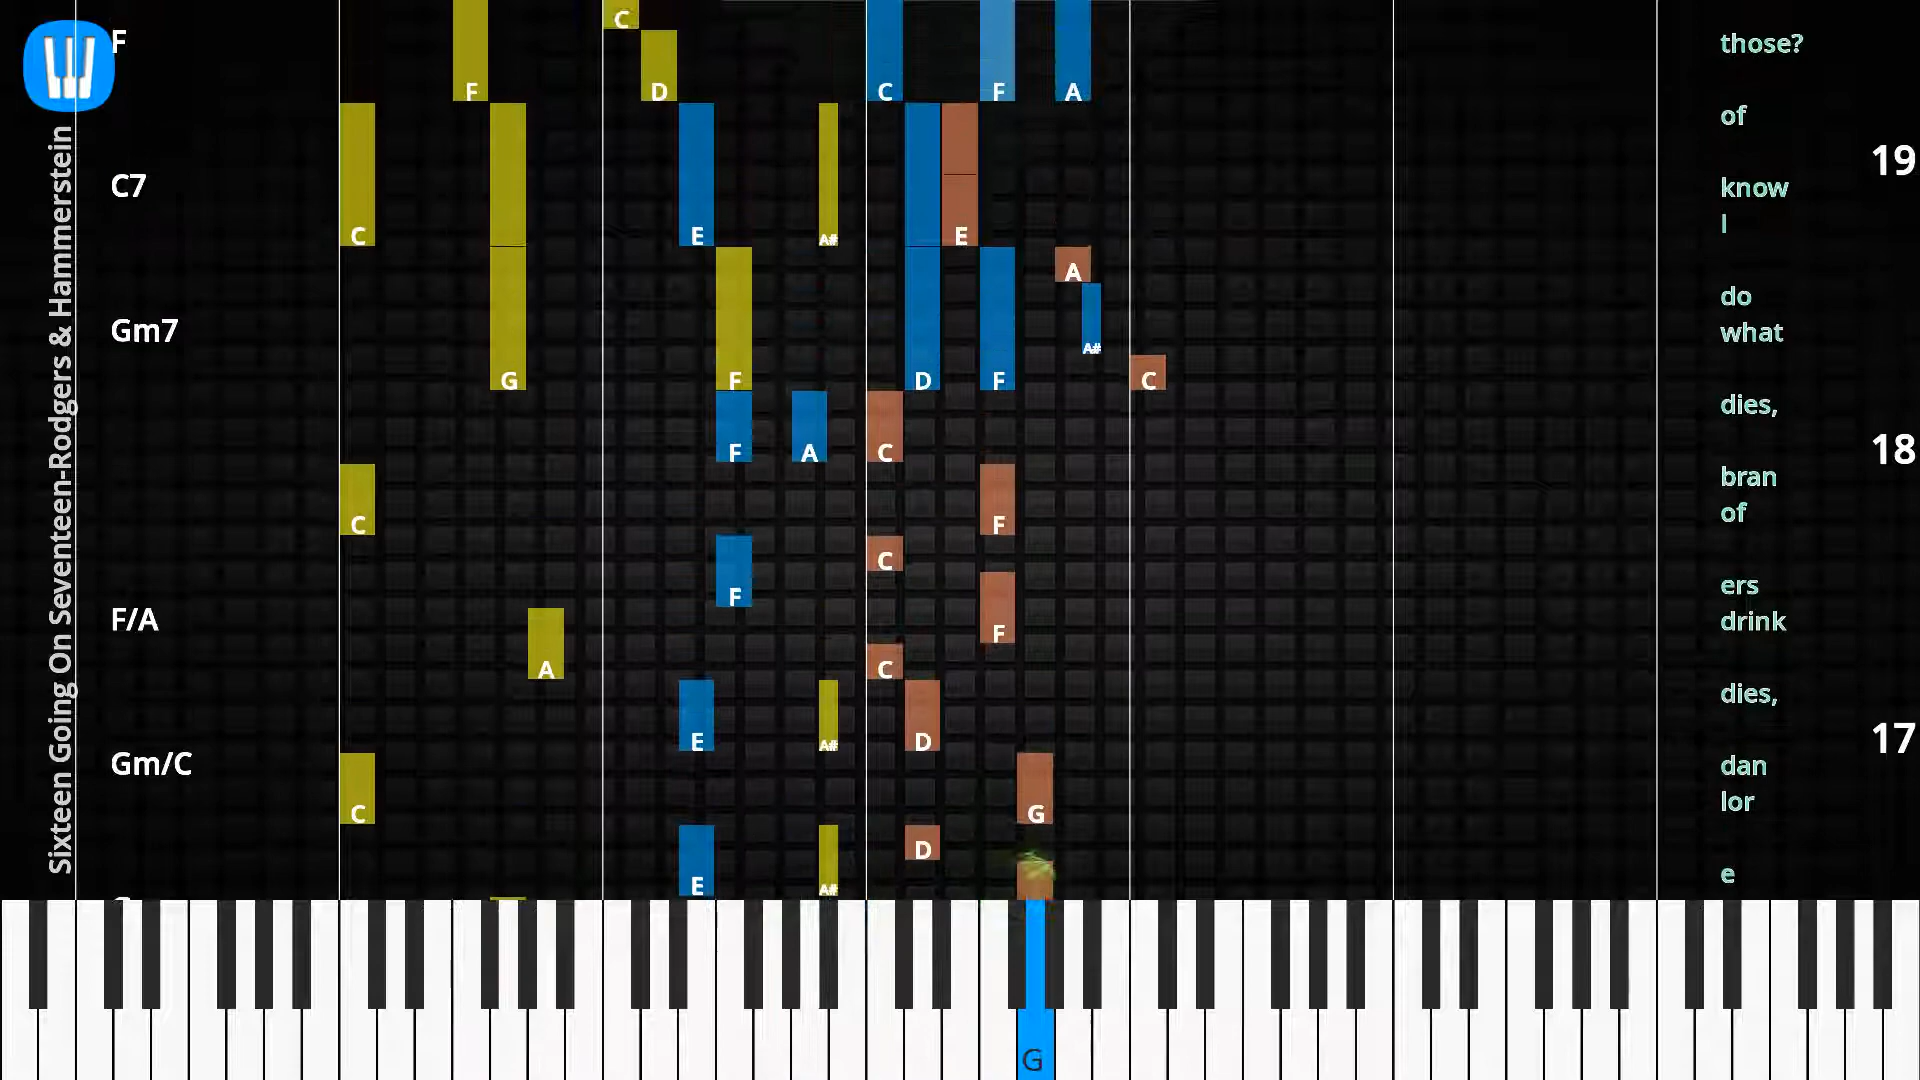 Sixteen Going On Seventeen-Rodgers & Hammerstein
F
C
those?
F
D
C
F
A
of
19
C7
know
I
C
E
A#
E
A
do
Gm7
what
A#
G
F
D
F
C
dies,
F
A
C
18
bran
of
C
F
C
ers
F
F/A
drink
F
A
C
dies,
E
A#
D
17
Gm/C
dan
lor
C
G
D
e
E
A#
G